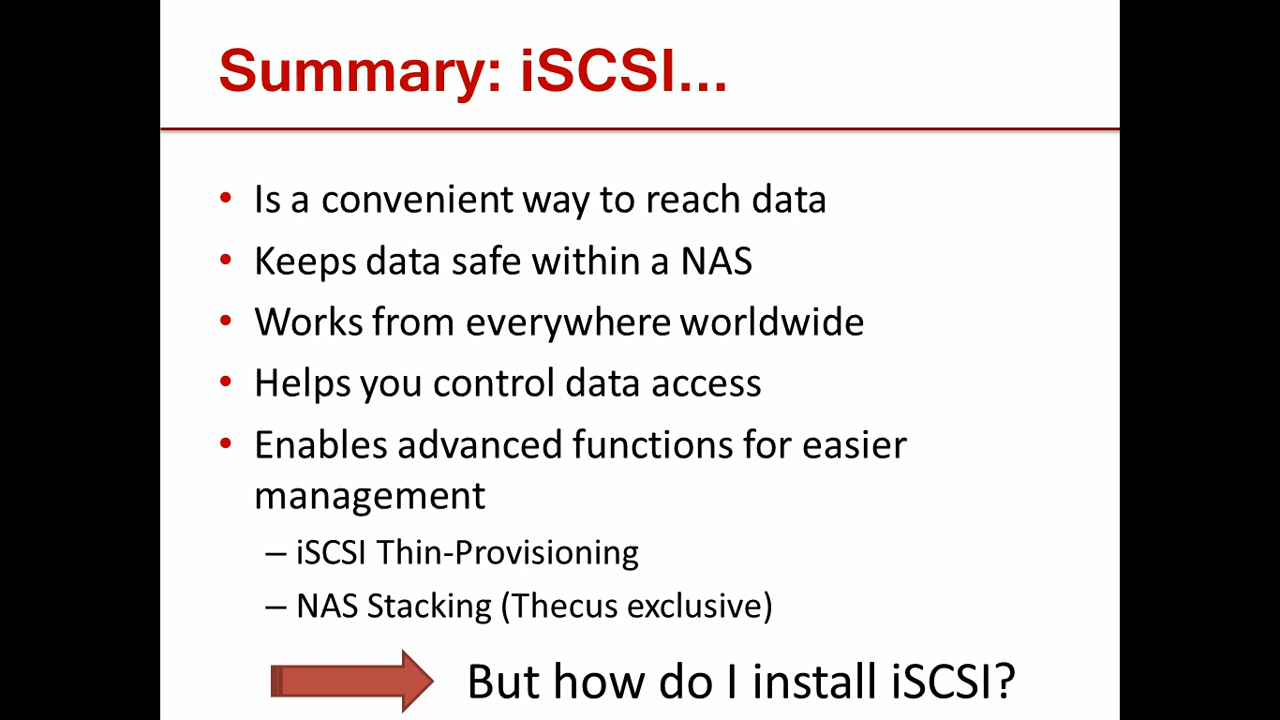 Summary: iSCSI...
• Is a convenient way to reach data
• Keeps data safe within a NAS
• Works from everywhere worldwide
• Helps you control data access
• Enables advanced functions for easier
management
– iSCSI Thin-Provisioning
– NAS Stacking (Thecus exclusive)
But how do I install iSCSI?